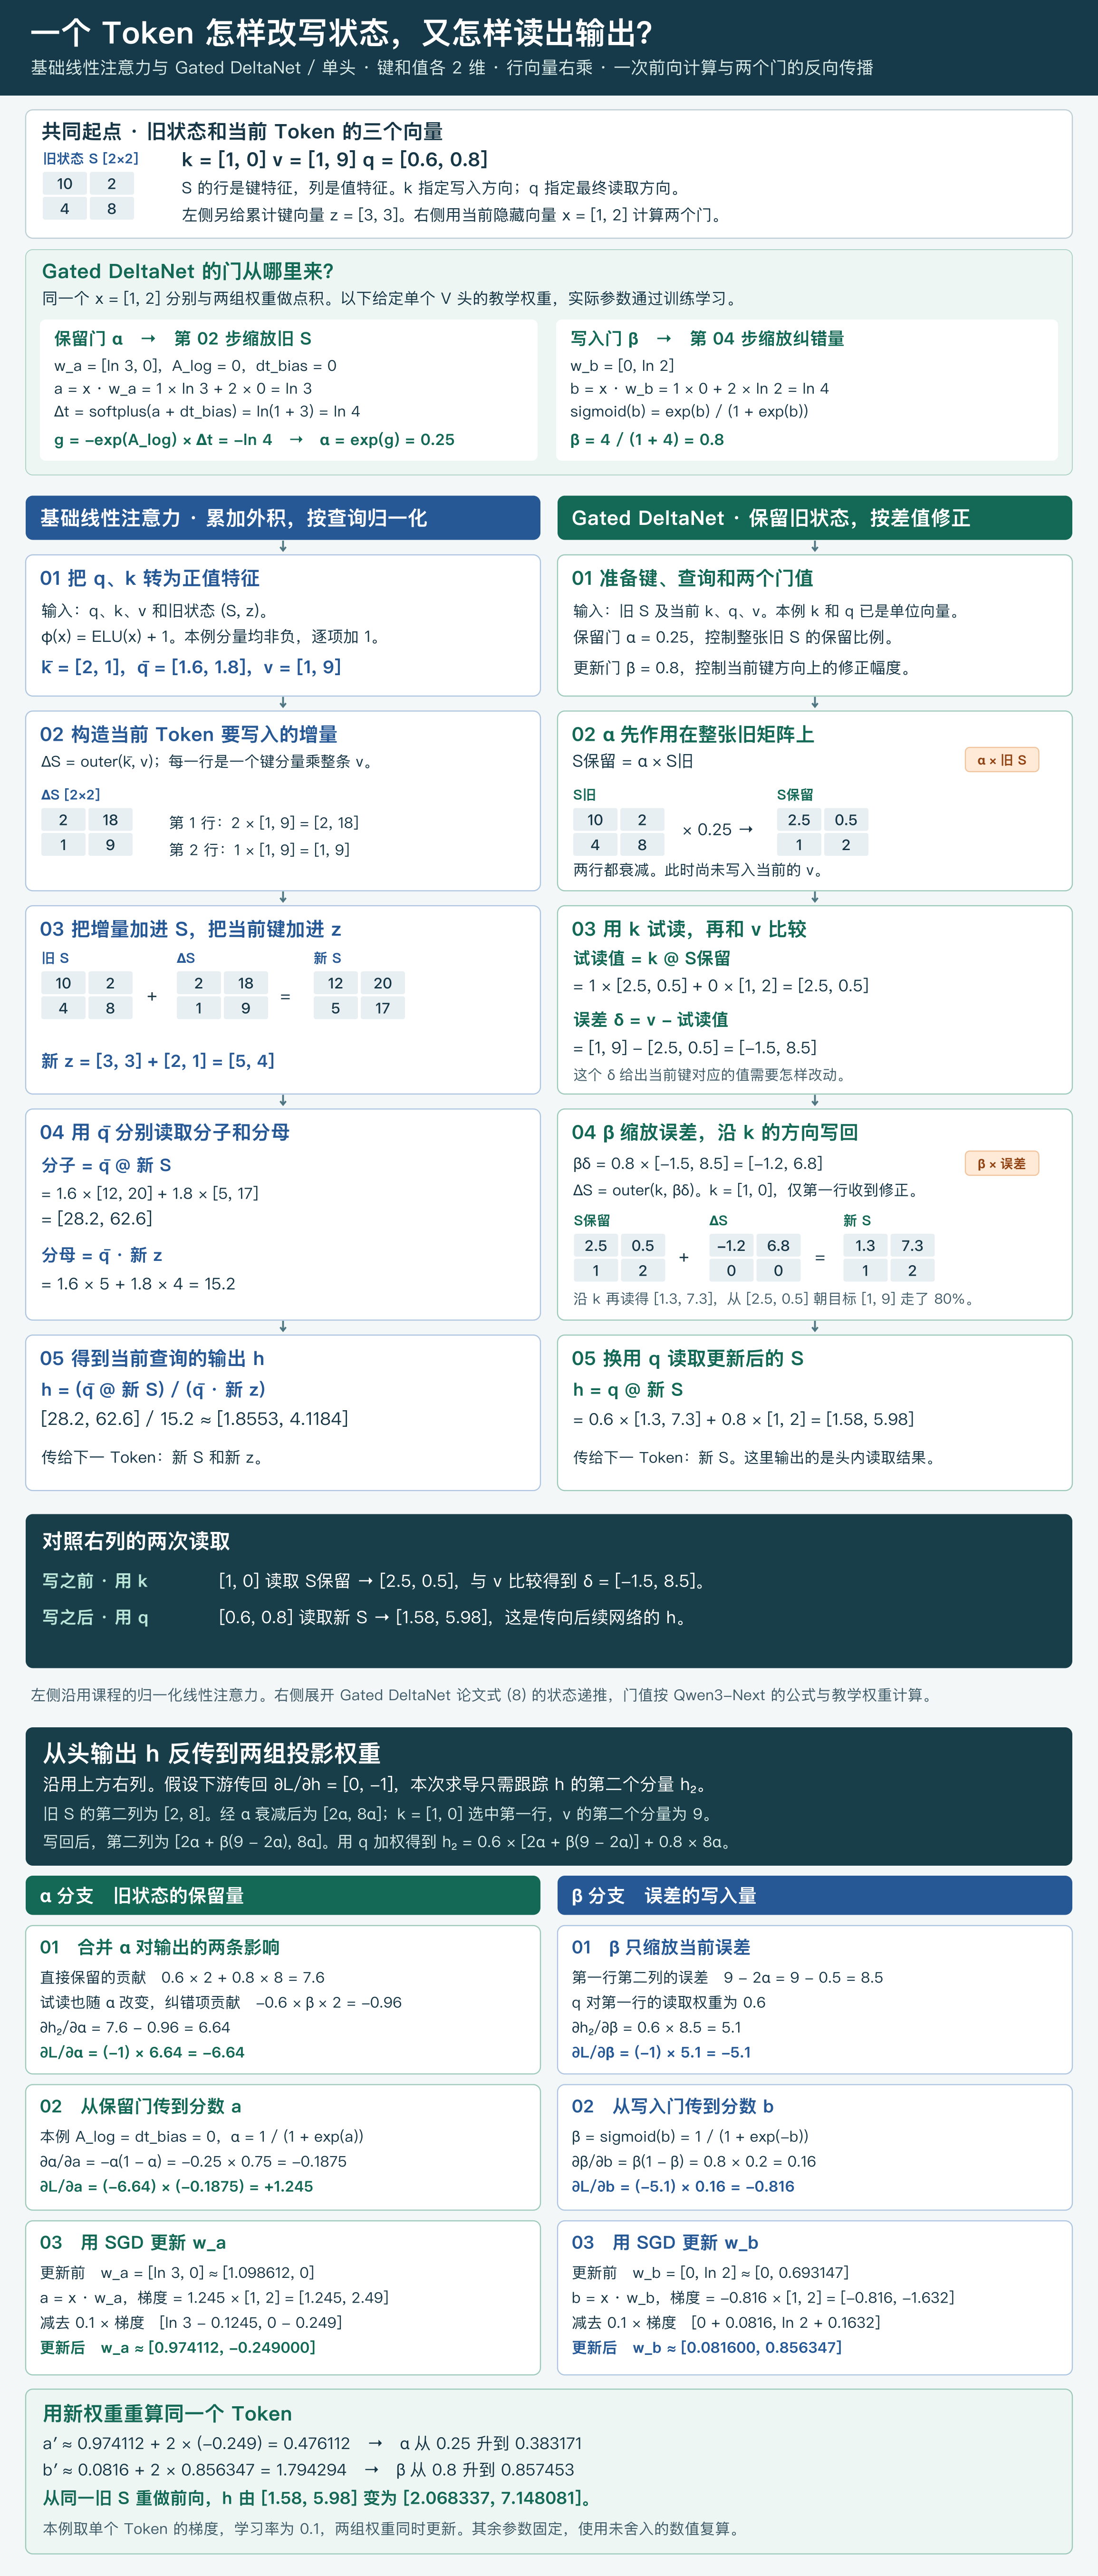 一个 Token 怎样改写状态，又怎样读出输出？
基础线性注意力与 Gated DeltaNet / 单头 · 键和值各 2 维 · 行向量右乘 · 一次前向计算与两个门的反向传播
共同起点 · 旧状态和当前 Token 的三个向量
旧状态 S [2×2]
10 2
4 8
k = [1, 0] v = [1, 9] q = [0.6, 0.8]
S 的行是键特征，列是值特征。k 指定写入方向；q 指定最终读取方向。
左侧另给累计键向量 z = [3, 3]。右侧用当前隐藏向量 x = [1, 2] 计算两个门。
Gated DeltaNet 的门从哪里来？
同一个 x = [1, 2] 分别与两组权重做点积。以下给定单个 V 头的教学权重，实际参数通过训练学习。
保留门 α → 第 02 步缩放旧 S
w_a = [ln 3, 0]，A_log = 0，dt_bias = 0
a = x · w_a = 1 × ln 3 + 2 × 0 = ln 3
Δt = softplus(a + dt_bias) = ln(1 + 3) = ln 4
g = −exp(A_log) × Δt = −ln 4 → α = exp(g) = 0.25
写入门 β → 第 04 步缩放纠错量
w_b = [0, ln 2]
b = x · w_b = 1 × 0 + 2 × ln 2 = ln 4
sigmoid(b) = exp(b) / (1 + exp(b))
β = 4 / (1 + 4) = 0.8
基础线性注意力 · 累加外积，按查询归一化
↓
01 把 q、k 转为正值特征
输入：q、k、v 和旧状态 (S, z)。
ϕ(x) = ELU(x) + 1。本例分量均非负，逐项加 1。
k̄ = [2, 1]，q̄ = [1.6, 1.8]，v = [1, 9]
↓
02 构造当前 Token 要写入的增量
ΔS = outer(k̄, v)；每一行是一个键分量乘整条 v。
ΔS [2×2]
2 18
1 9
第 1 行：2 × [1, 9] = [2, 18]
第 2 行：1 × [1, 9] = [1, 9]
↓
03 把增量加进 S，把当前键加进 z
旧 S ΔS 新 S
10 2 2 18 12 20
+ =
4 8 1 9 5 17
新 z = [3, 3] + [2, 1] = [5, 4]
↓
04 用 q̄ 分别读取分子和分母
分子 = q̄ @ 新 S
= 1.6 × [12, 20] + 1.8 × [5, 17]
= [28.2, 62.6]
分母 = q̄ · 新 z
= 1.6 × 5 + 1.8 × 4 = 15.2
↓
05 得到当前查询的输出 h
h = (q̄ @ 新 S) / (q̄ · 新 z)
[28.2, 62.6] / 15.2 ≈ [1.8553, 4.1184]
传给下一 Token：新 S 和新 z。
Gated DeltaNet · 保留旧状态，按差值修正
↓
01 准备键、查询和两个门值
输入：旧 S 及当前 k、q、v。本例 k 和 q 已是单位向量。
保留门 α = 0.25，控制整张旧 S 的保留比例。
更新门 β = 0.8，控制当前键方向上的修正幅度。
↓
02 α 先作用在整张旧矩阵上
S保留 = α × S旧
α × 旧 S
S旧 S保留
10 2 2.5 0.5
× 0.25 →
4 8 1 2
两行都衰减。此时尚未写入当前的 v。
↓
03 用 k 试读，再和 v 比较
试读值 = k @ S保留
= 1 × [2.5, 0.5] + 0 × [1, 2] = [2.5, 0.5]
误差 δ = v − 试读值
= [1, 9] − [2.5, 0.5] = [−1.5, 8.5]
这个 δ 给出当前键对应的值需要怎样改动。
↓
04 β 缩放误差，沿 k 的方向写回
βδ = 0.8 × [−1.5, 8.5] = [−1.2, 6.8]
β × 误差
ΔS = outer(k, βδ)。k = [1, 0]，仅第一行收到修正。
S保留 ΔS 新 S
2.5 0.5 −1.2 6.8 1.3 7.3
+ =
1 2 0 0 1 2
沿 k 再读得 [1.3, 7.3]，从 [2.5, 0.5] 朝目标 [1, 9] 走了 80%。
↓
05 换用 q 读取更新后的 S
h = q @ 新 S
= 0.6 × [1.3, 7.3] + 0.8 × [1, 2] = [1.58, 5.98]
传给下一 Token：新 S。这里输出的是头内读取结果。
对照右列的两次读取
写之前 · 用 k [1, 0] 读取 S保留 → [2.5, 0.5]，与 v 比较得到 δ = [−1.5, 8.5]。
写之后 · 用 q [0.6, 0.8] 读取新 S → [1.58, 5.98]，这是传向后续网络的 h。
左侧沿用课程的归一化线性注意力。右侧展开 Gated DeltaNet 论文式 (8) 的状态递推，门值按 Qwen3−Next 的公式与教学权重计算。
从头输出 h 反传到两组投影权重
沿用上方右列。假设下游传回 ∂L/∂h = [0, −1]，本次求导只需跟踪 h 的第二个分量 h₂。
旧 S 的第二列为 [2, 8]。经 α 衰减后为 [2α, 8α]；k = [1, 0] 选中第一行，v 的第二个分量为 9。
写回后，第二列为 [2α + β(9 − 2α), 8α]。用 q 加权得到 h₂ = 0.6 × [2α + β(9 − 2α)] + 0.8 × 8α。
α 分支 旧状态的保留量
01 合并 α 对输出的两条影响
直接保留的贡献 0.6 × 2 + 0.8 × 8 = 7.6
试读也随 α 改变，纠错项贡献 −0.6 × β × 2 = −0.96
∂h₂/∂α = 7.6 − 0.96 = 6.64
∂L/∂α = (−1) × 6.64 = −6.64
02 从保留门传到分数 a
本例 A_log = dt_bias = 0，α = 1 / (1 + exp(a))
∂α/∂a = −α(1 − α) = −0.25 × 0.75 = −0.1875
∂L/∂a = (−6.64) × (−0.1875) = +1.245
03 用 SGD 更新 w_a
更新前 w_a = [ln 3, 0] ≈ [1.098612, 0]
a = x · w_a，梯度 = 1.245 × [1, 2] = [1.245, 2.49]
减去 0.1 × 梯度 [ln 3 − 0.1245, 0 − 0.249]
更新后 w_a ≈ [0.974112, −0.249000]
β 分支 误差的写入量
01 β 只缩放当前误差
第一行第二列的误差 9 − 2α = 9 − 0.5 = 8.5
q 对第一行的读取权重为 0.6
∂h₂/∂β = 0.6 × 8.5 = 5.1
∂L/∂β = (−1) × 5.1 = −5.1
02 从写入门传到分数 b
β = sigmoid(b) = 1 / (1 + exp(−b))
∂β/∂b = β(1 − β) = 0.8 × 0.2 = 0.16
∂L/∂b = (−5.1) × 0.16 = −0.816
03 用 SGD 更新 w_b
更新前 w_b = [0, ln 2] ≈ [0, 0.693147]
b = x · w_b，梯度 = −0.816 × [1, 2] = [−0.816, −1.632]
减去 0.1 × 梯度 [0 + 0.0816, ln 2 + 0.1632]
更新后 w_b ≈ [0.081600, 0.856347]
用新权重重算同一个 Token
a′ ≈ 0.974112 + 2 × (−0.249) = 0.476112 → α 从 0.25 升到 0.383171
b′ ≈ 0.0816 + 2 × 0.856347 = 1.794294 → β 从 0.8 升到 0.857453
从同一旧 S 重做前向，h 由 [1.58, 5.98] 变为 [2.068337, 7.148081]。
本例取单个 Token 的梯度，学习率为 0.1，两组权重同时更新。其余参数固定，使用未舍入的数值复算。